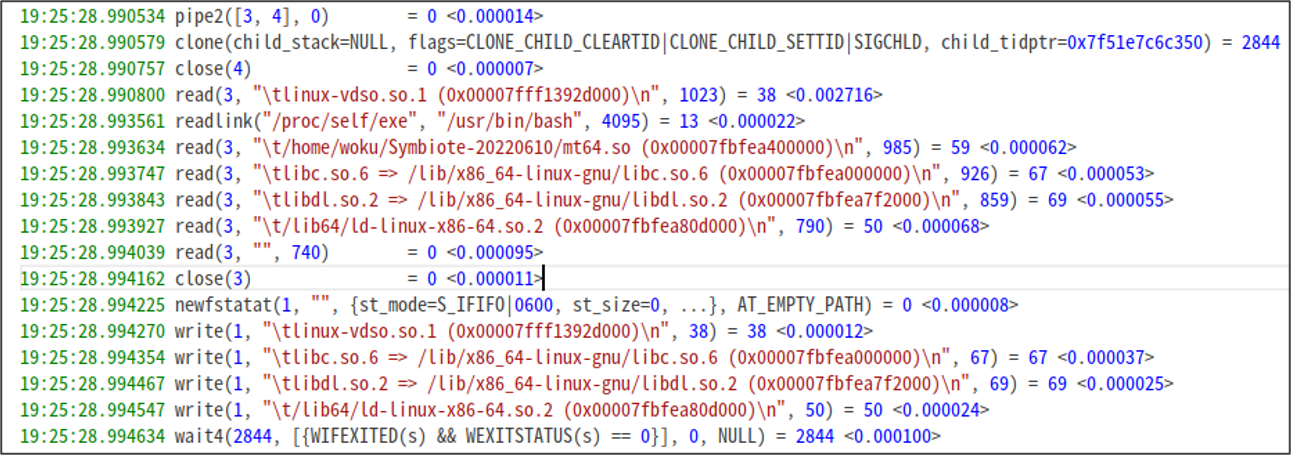 19:25:28.990534 pipe2([3, 4], 0)         = 0 <0.000014>
19:25:28.990579 clone(child_stack=NULL, flags=CLONE_CHILD_CLEARTID|CLONE_CHILD_SETTID|SIGCHLD, child_tidptr=0x7f51e7c6c350) = 2844
19:25:28.990757 close(4)                 = 0 <0.000007>
19:25:28.990800 read(3, "\tlinux-vdso.so.1 (0x00007fff1392d000)\n", 1023) = 38 <0.002716>
19:25:28.993561 readlink("/proc/self/exe", "/usr/bin/bash", 4095) = 13 <0.000022>
19:25:28.993634 read(3, "\t/home/woku/Symbiote-20220610/mt64.so (0x00007fbfea400000)\n", 985) = 59 <0.000062>
19:25:28.993747 read(3, "\tlibc.so.6 => /lib/x86_64-linux-gnu/libc.so.6 (0x00007fbfea000000)\n", 926) = 67 <0.000053>
19:25:28.993843 read(3, "\tlibdl.so.2 => /lib/x86_64-linux-gnu/libdl.so.2 (0x00007fbfea7f2000)\n", 859) = 69 <0.000055>
19:25:28.993927 read(3, "\t/lib64/ld-linux-x86-64.so.2 (0x00007fbfea80d000)\n", 790) = 50 <0.000068>
19:25:28.994039 read(3, "", 740)         = 0 <0.000095>
19:25:28.994162 close(3)                 = 0 <0.000011>
19:25:28.994225 newfstatat(1, "", {st_mode=S_IFIFO|0600, st_size=0, ...}, AT_EMPTY_PATH) = 0 <0.000008>
19:25:28.994270 write(1, "\tlinux-vdso.so.1 (0x00007fff1392d000)\n", 38) = 38 <0.000012>
19:25:28.994354 write(1, "\tlibc.so.6 => /lib/x86_64-linux-gnu/libc.so.6 (0x00007fbfea000000)\n", 67) = 67 <0.000037>
19:25:28.994467 write(1, "\tlibdl.so.2 => /lib/x86_64-linux-gnu/libdl.so.2 (0x00007fbfea7f2000)\n", 69) = 69 <0.000025>
19:25:28.994547 write(1, "\t/lib64/ld-linux-x86-64.so.2 (0x00007fbfea80d000)\n", 50) = 50 <0.000024>
19:25:28.994634 wait4(2844, [{WIFEXITED(s) && WEXITSTATUS(s) == 0}], 0, NULL) = 2844 <0.000100>